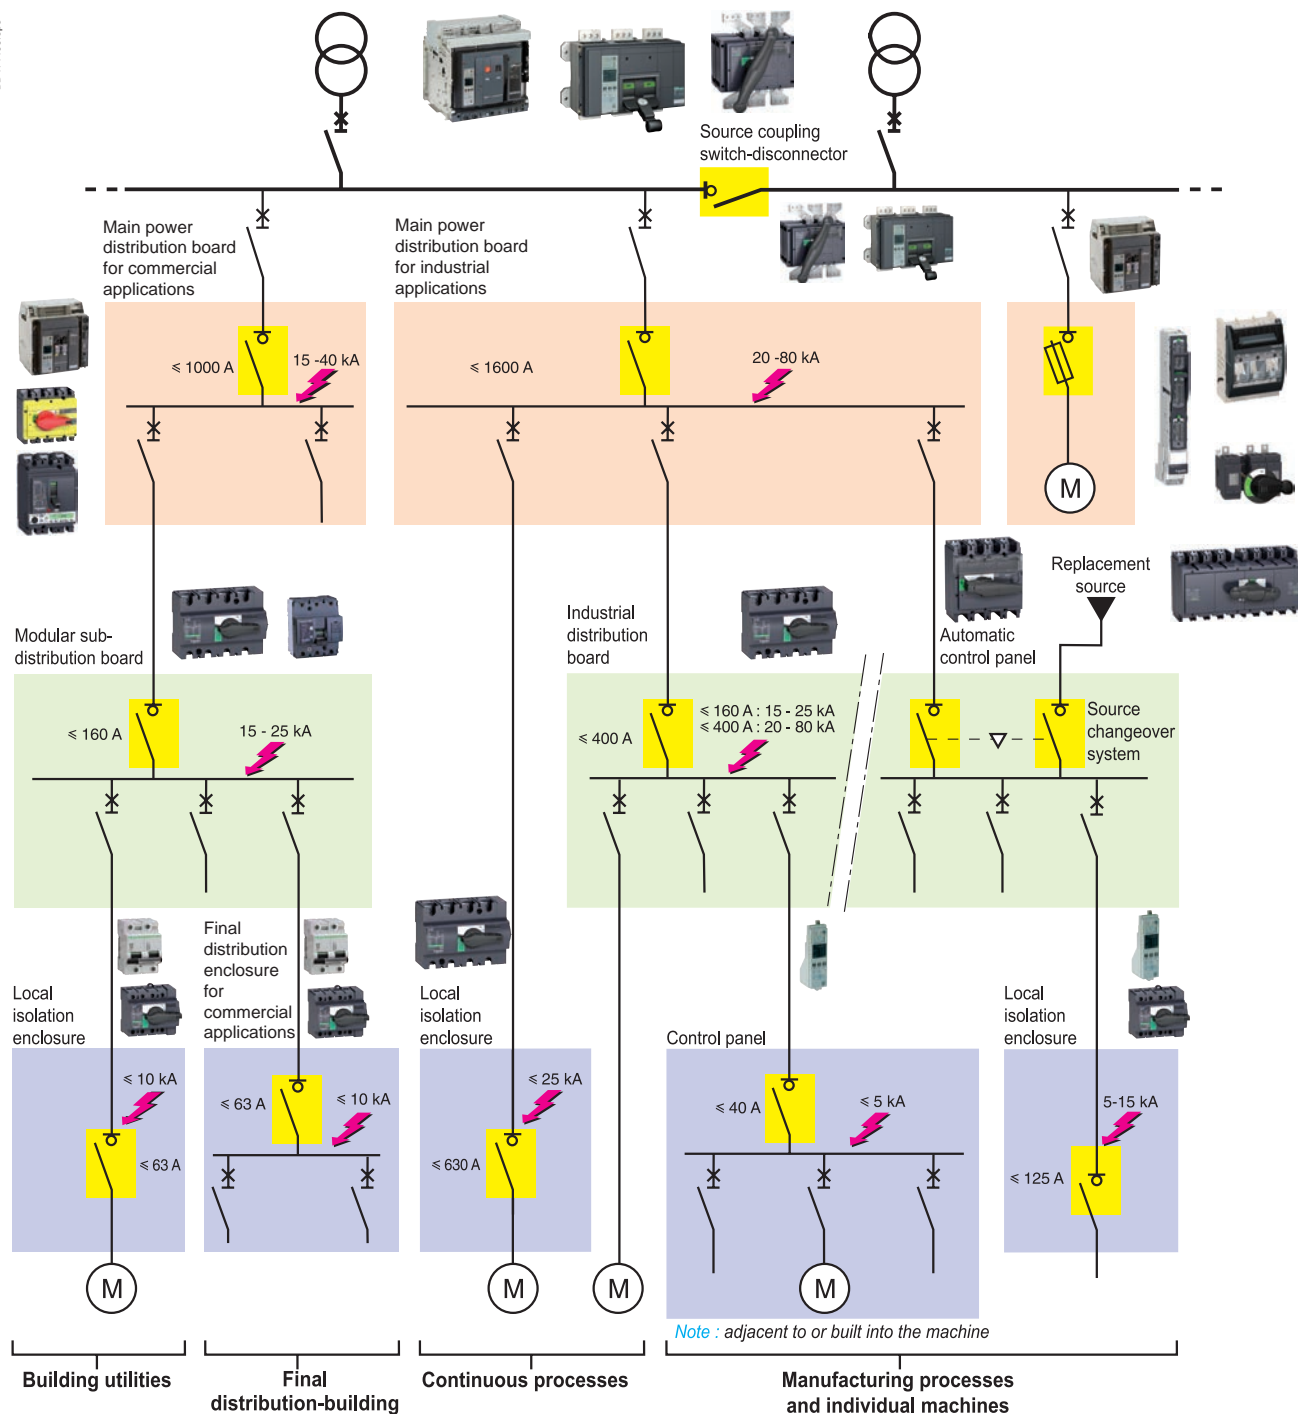 Source coupling
switch-disconnector
Main power
distribution board
for commercial
applications
Main power
distribution board
for industrial
applications
≤ 1000 A
15 -40 kA
≤ 1600 A
20 -80 kA
M
Replacement
source
Modular sub-
distribution board
Industrial
distribution
board
Automatic
control panel
≤ 160 A
15 - 25 kA
≤ 400 A
≤ 160 A : 15 - 25 kA
≤ 400 A : 20 - 80 kA
Source
changeover
system
Local
isolation
enclosure
Final
distribution
enclosure
for
commercial
applications
Local
isolation
enclosure
Control panel
Local
isolation
enclosure
≤ 10 kA
≤ 63 A
≤ 63 A
≤ 10 kA
≤ 25 kA
≤ 630 A
≤ 40 A
≤ 5 kA
5-15 kA
≤ 125 A
M
M
M
M
Note : adjacent to or built into the machine
Building utilities
Final
distribution-building
Continuous processes
Manufacturing processes
and individual machines